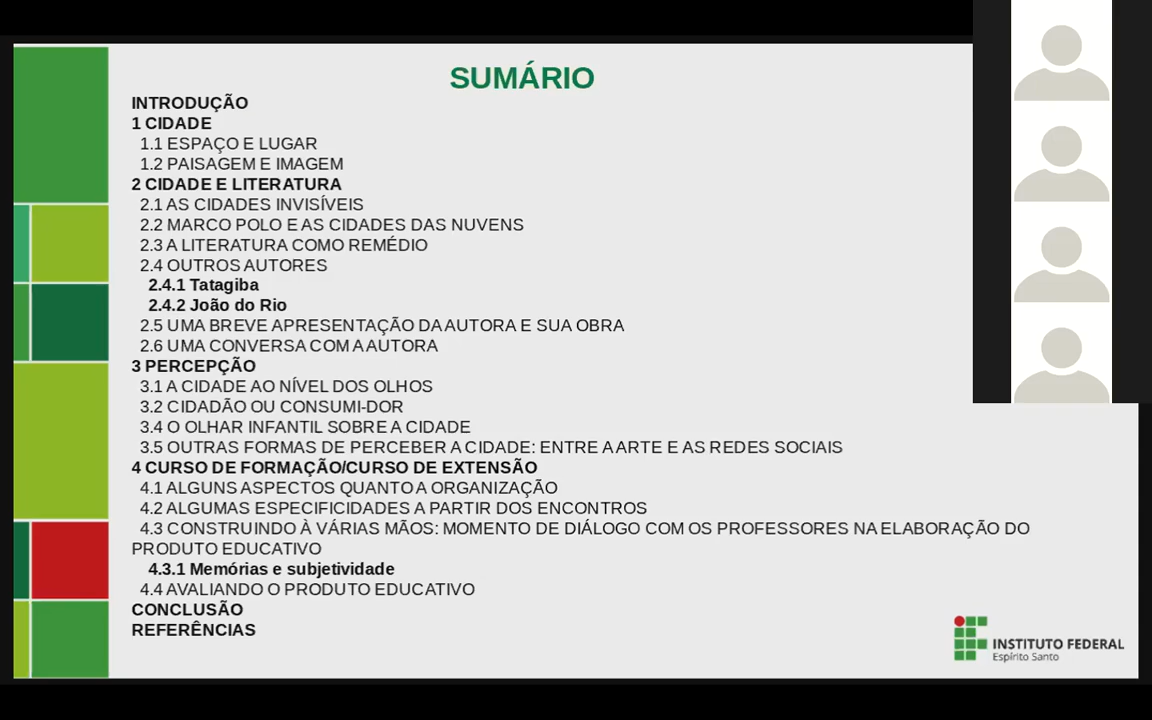 SUMÁRIO
INTRODUÇÃO
1 CIDADE
1.1 ESPAÇO E LUGAR
1.2 PAISAGEM E IMAGEM
2 CIDADE E LITERATURA
2.1 AS CIDADES INVISÍVEIS
2.2 MARCO POLO E AS CIDADES DAS NUVENS
2.3 A LITERATURA COMO REMÉDIO
2.4 OUTROS AUTORES
2.4.1 Tatagiba
2.4.2 João do Rio
2.5 UMA BREVE APRESENTAÇÃO DA AUTORA E SUA OBRA
2.6 UMA CONVERSA COM A AUTORA
3 PERCEPÇÃO
3.1 A CIDADE AO NÍVEL DOS OLHOS
3.2 CIDADÃO OU CONSUMI-DOR
3.4 O OLHAR INFANTIL SOBRE A CIDADE
3.5 OUTRAS FORMAS DE PERCEBER A CIDADE: ENTRE A ARTE E AS REDES SOCIAIS
4 CURSO DE FORMAÇÃO/CURSO DE EXTENSÃO
4.1 ALGUNS ASPECTOS QUANTO A ORGANIZAÇÃO
4.2 ALGUMAS ESPECIFICIDADES A PARTIR DOS ENCONTROS
4.3 CONSTRUINDO À VÁRIAS MÃOS: MOMENTO DE DIÁLOGO COM OS PROFESSORES NA ELABORAÇÃO DO
PRODUTO EDUCATIVO
4.3.1 Memórias e subjetividade
4.4 AVALIANDO O PRODUTO EDUCATIVO
CONCLUSÃO
REFERÊNCIAS
INSTITUTO FEDERAL
Espírito Santo